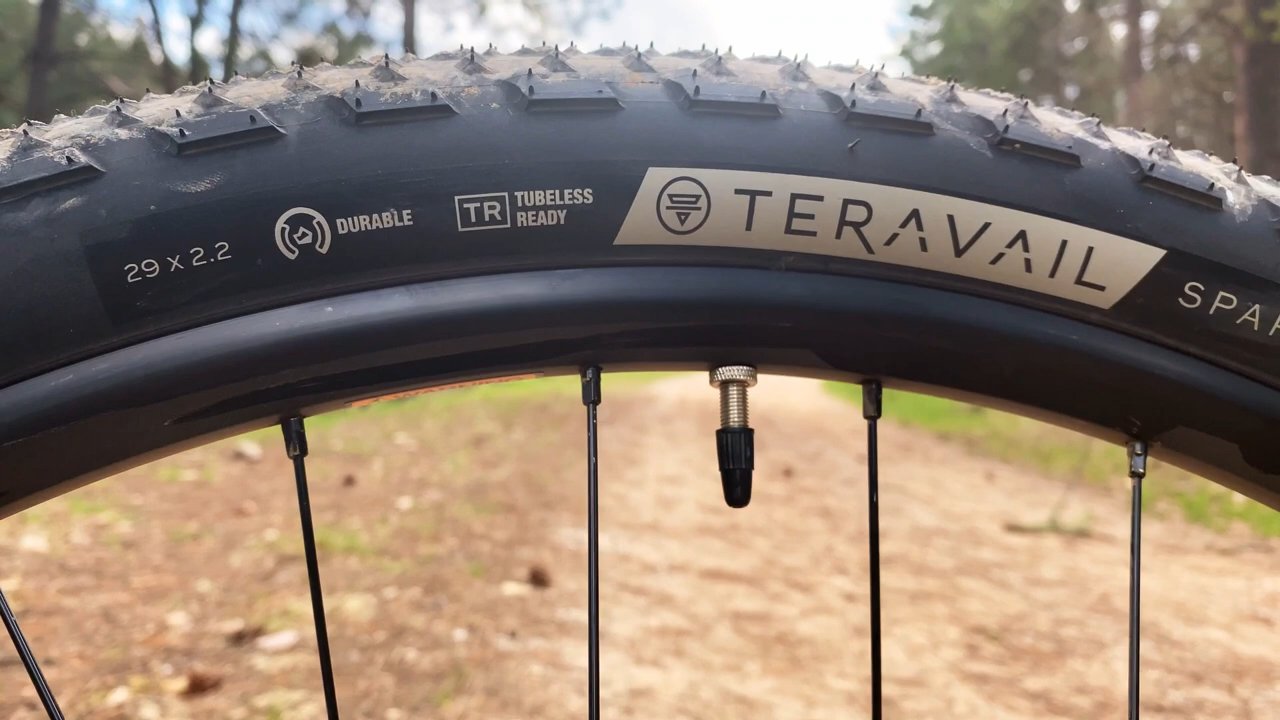 29 x 2.2
DURABLE
TR
TUBELESS
READY
TERAVAIL